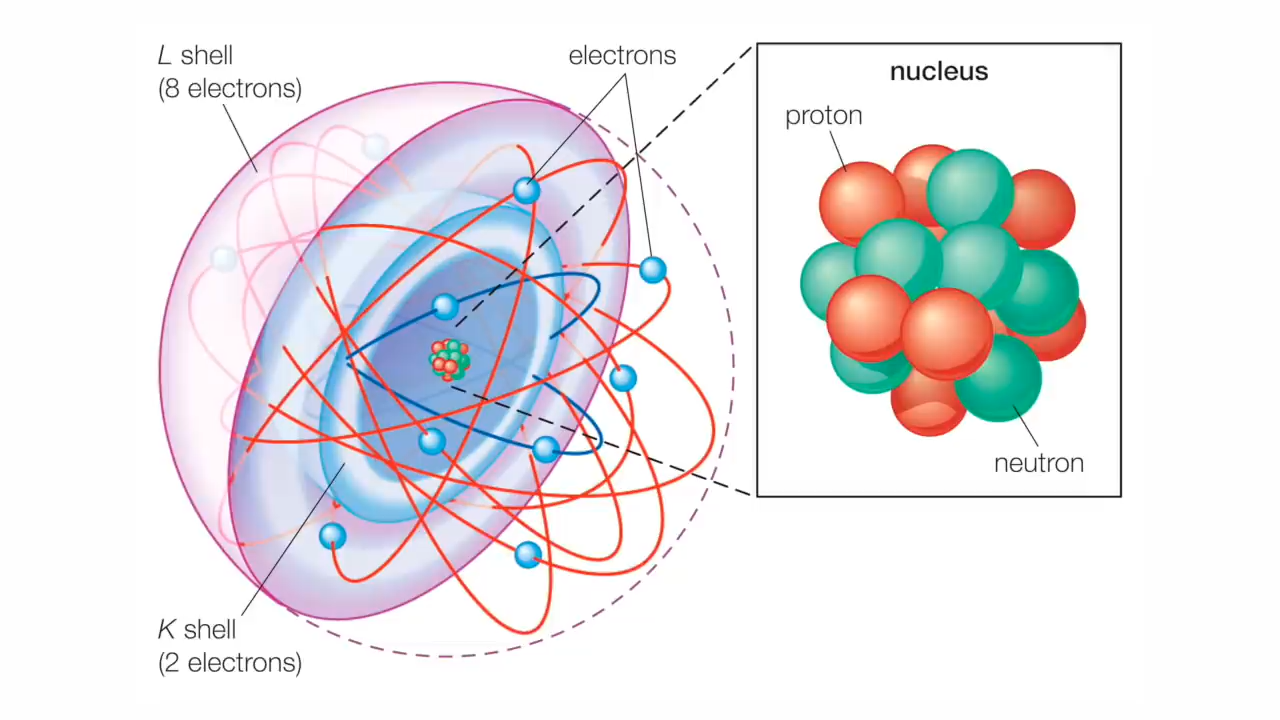 L shell
(8 electrons)
electrons
nucleus
proton
neutron
K shell
(2 electrons)